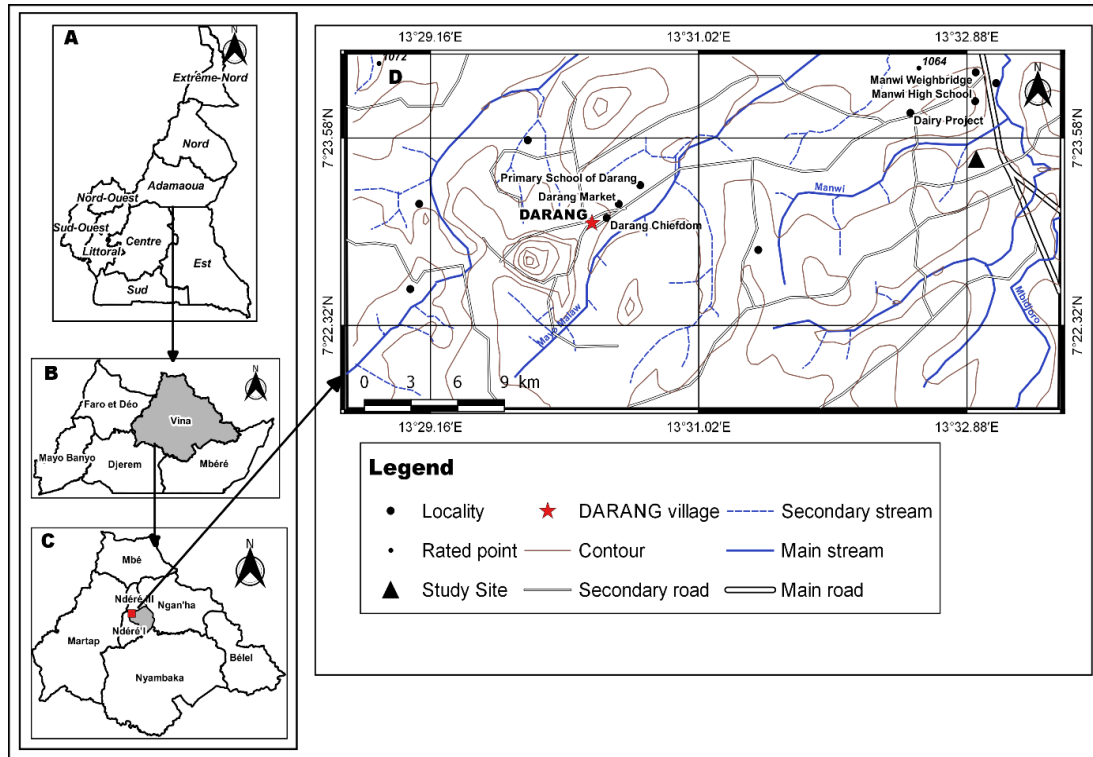 A
N
Extrême-Nord
Nord
Adamaoua
Nord-Ouest
Sud-Ouest
Centre
Littoral
Est
Sud
B
N
Faro et Déo
Vina
Mayo Banyo
Djerem
Mbéré
C
N
Mbé
Ndéré III
Ngan'ha
Ndéré I
Martap
Bélel
Nyambaka
13°29.16'E
13°31.02'E
13°32.88'E
1072
D
1064
N
Manwi Weighbridge
Manwi High School
Dairy Project
7°23.58'N
7°23.58'N
Primary School of Darang
Manwi
Darang Market
DARANG
Darang Chiefdom
Mbidjoro
7°22.32'N
7°22.32'N
Mayo Malaw
0 3 6 9 km
13°29.16'E
13°31.02'E
13°32.88'E
Legend
Locality
DARANG village
Secondary stream
Rated point
Contour
Main stream
Study Site
Secondary road
Main road